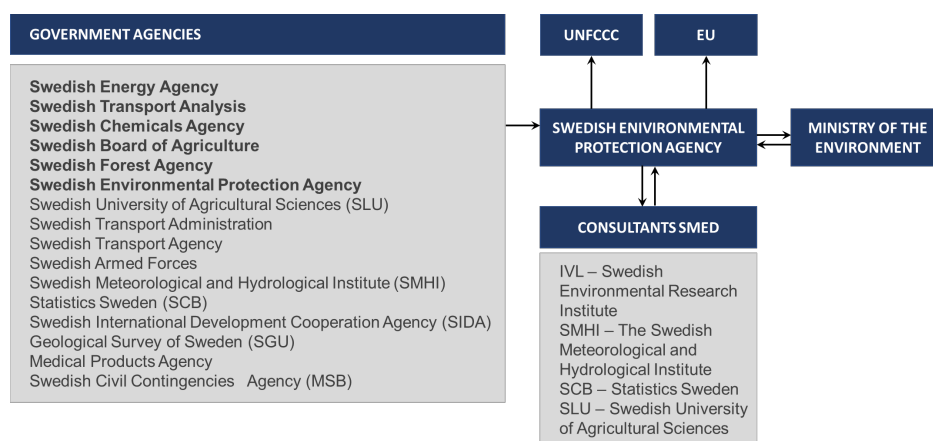 GOVERNMENT AGENCIES
Swedish Energy Agency
Swedish Transport Analysis
Swedish Chemicals Agency
Swedish Board of Agriculture
Swedish Forest Agency
Swedish Environmental Protection Agency
Swedish University of Agricultural Sciences (SLU)
Swedish Transport Administration
Swedish Transport Agency
Swedish Armed Forces
Swedish Meteorological and Hydrological Institute (SMHI)
Statistics Sweden (SCB)
Swedish International Development Cooperation Agency (SIDA)
Geological Survey of Sweden (SGU)
Medical Products Agency
Swedish Civil Contingencies Agency (MSB)
UNFCCC
EU
SWEDISH ENIVIRONMENTAL
PROTECTION AGENCY
MINISTRY OF THE
ENVIRONMENT
CONSULTANTS SMED
IVL – Swedish
Environmental Research
Institute
SMHI – The Swedish
Meteorological and
Hydrological Institute
SCB – Statistics Sweden
SLU – Swedish University
of Agricultural Sciences